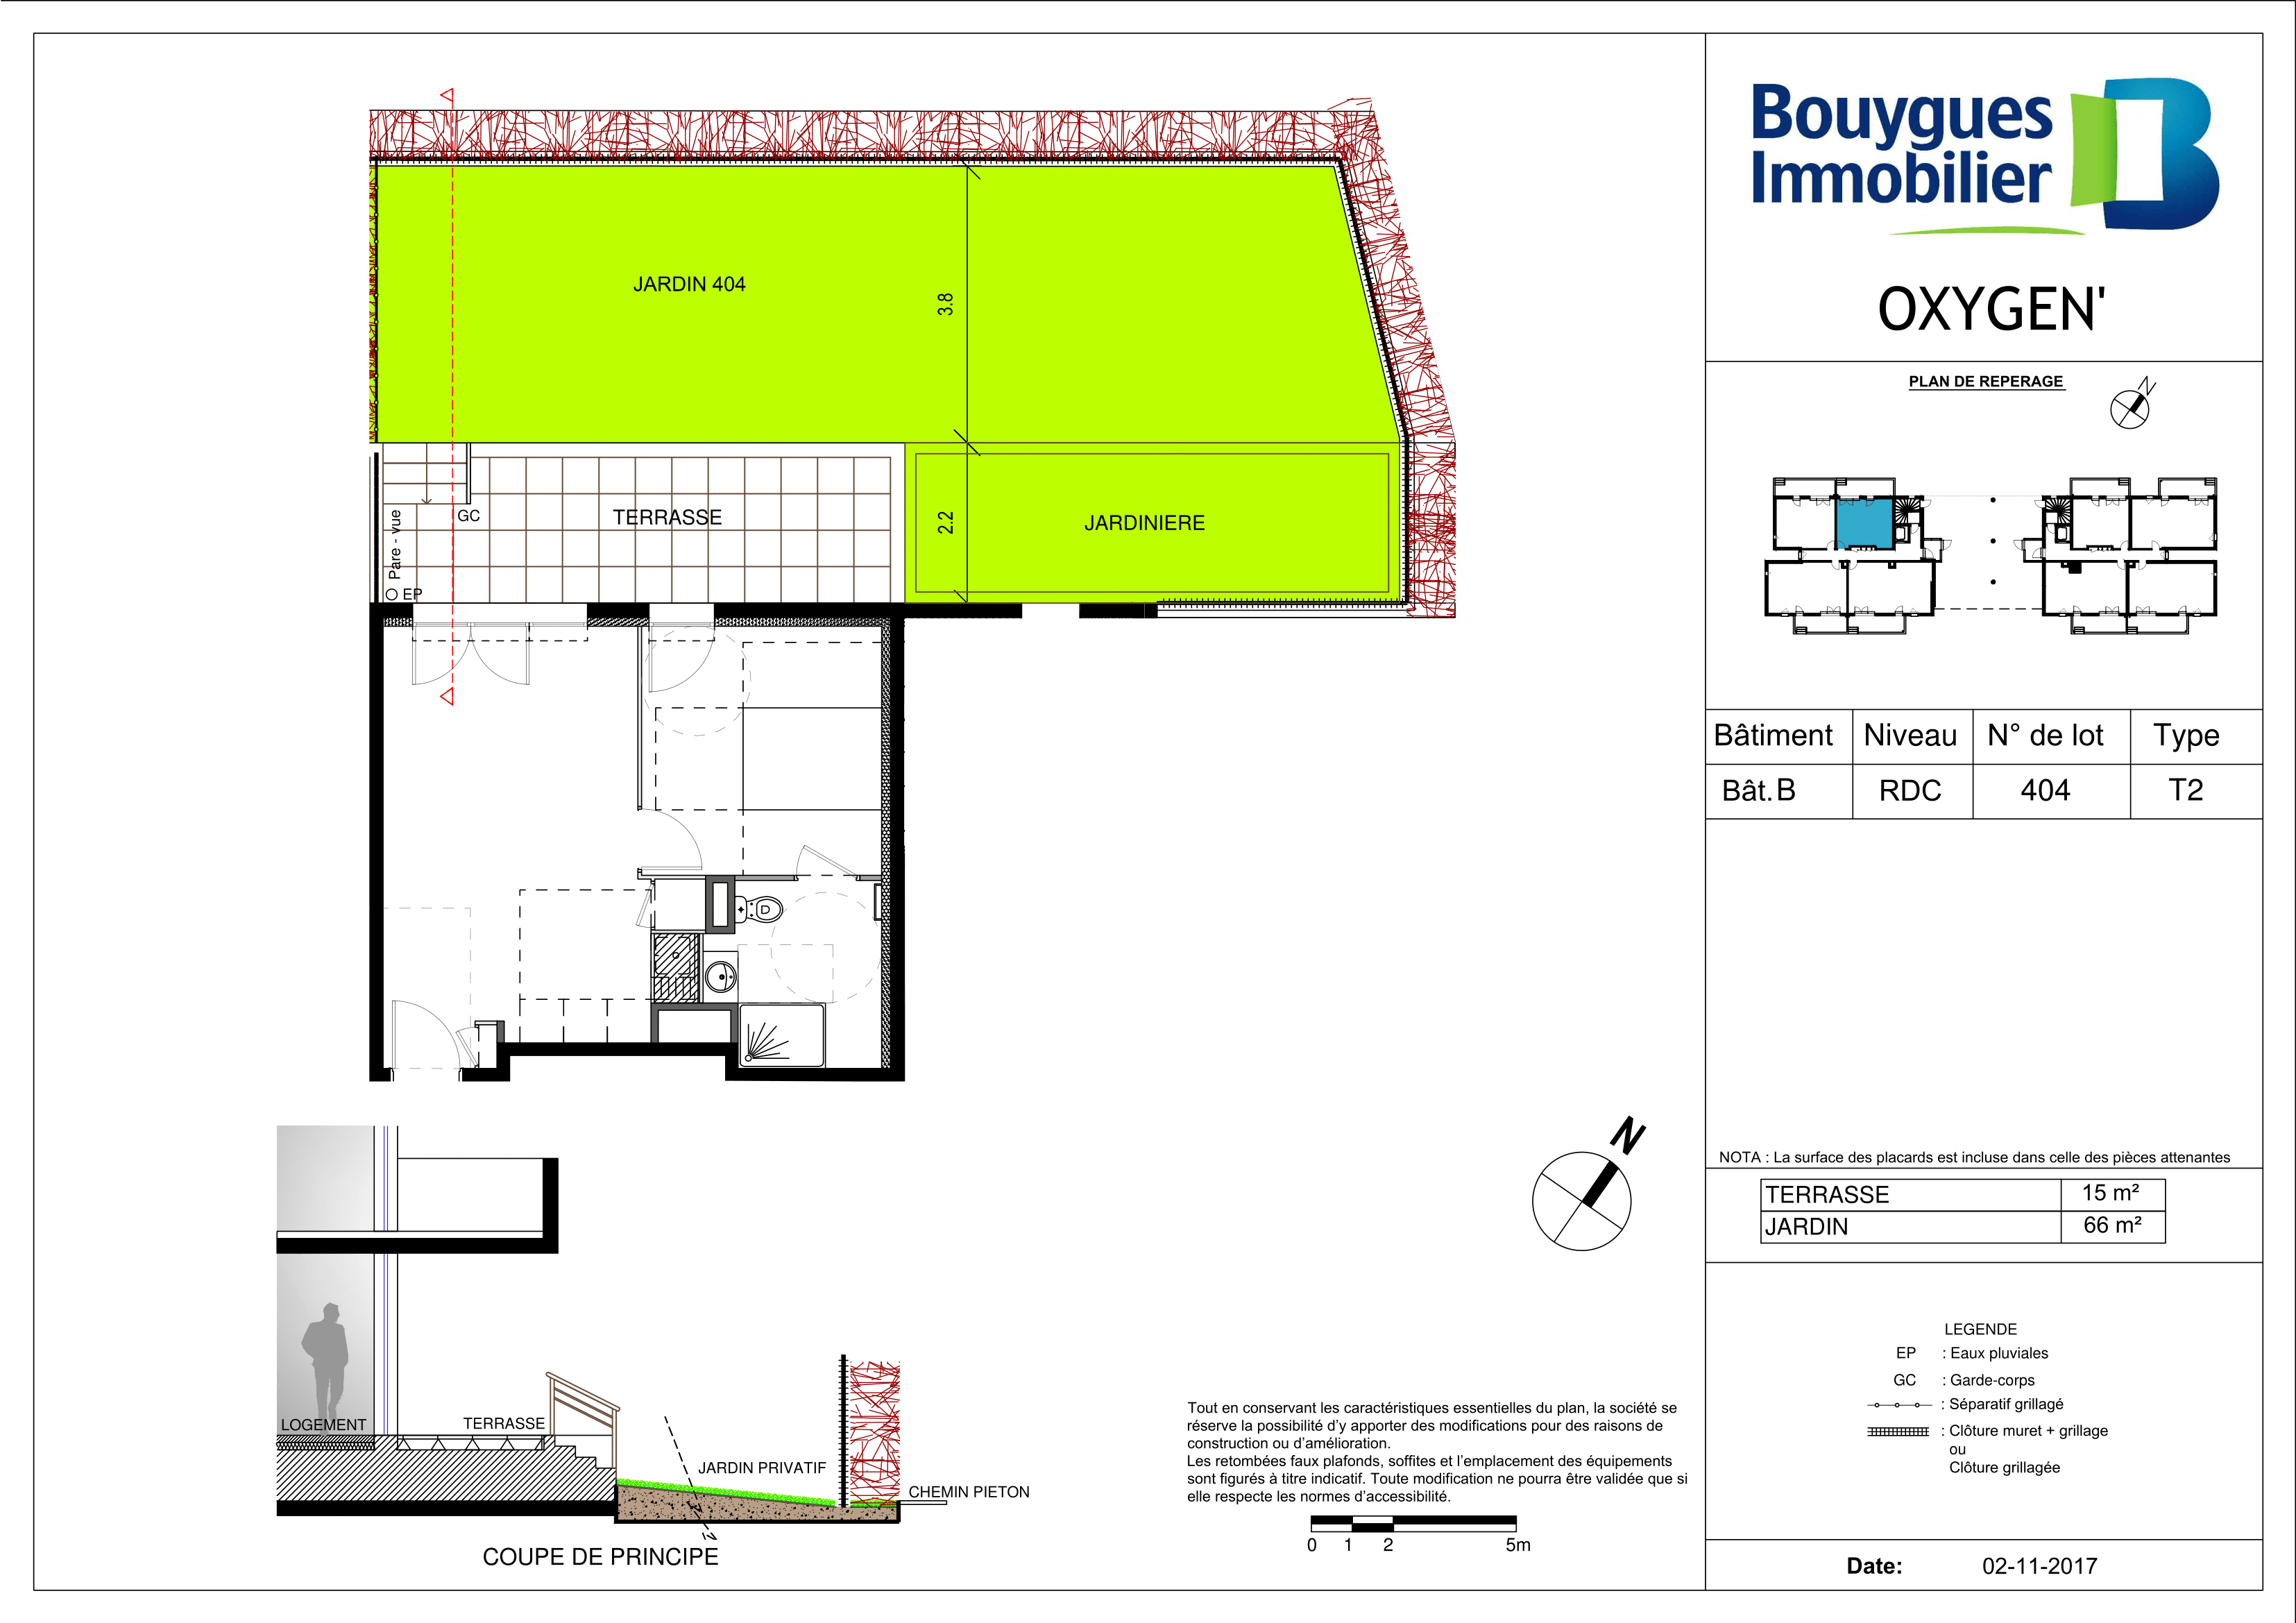 Bouygues
Immobilier
OXYGEN'
PLAN DE REPERAGE
N
Bâtiment Niveau N° de lot Type
Bât.B RDC 404 T2
NOTA : La surface des placards est incluse dans celle des pièces attenantes
TERRASSE 15 m²
JARDIN 66 m²
LEGENDE
EP : Eaux pluviales
GC : Garde-corps
: Séparatif grillagé
: Clôture muret + grillage
ou
Clôture grillagée
Date: 02-11-2017
JARDIN 404
3.8
GC
TERRASSE
2.2
JARDINIERE
Pare - vue
EP
D
N
LOGEMENT
TERRASSE
JARDIN PRIVATIF
CHEMIN PIETON
COUPE DE PRINCIPE
Tout en conservant les caractéristiques essentielles du plan, la société se
réserve la possibilité d'y apporter des modifications pour des raisons de
construction ou d'amélioration.
Les retombées faux plafonds, soffites et l'emplacement des équipements
sont figurés à titre indicatif. Toute modification ne pourra être validée que si
elle respecte les normes d'accessibilité.
0 1 2 5m